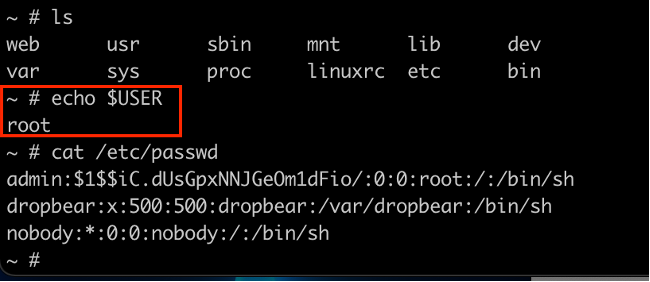 ~ # ls
web usr sbin mnt lib dev
var sys proc linuxrc etc bin
~ # echo $USER
root
~ # cat /etc/passwd
admin:$1$$iC.dUsGpxNNJGeOm1dFio/:0:0:root:/:/bin/sh
dropbear:x:500:500:dropbear:/var/dropbear:/bin/sh
nobody:*:0:0:nobody:/:/bin/sh
~ #